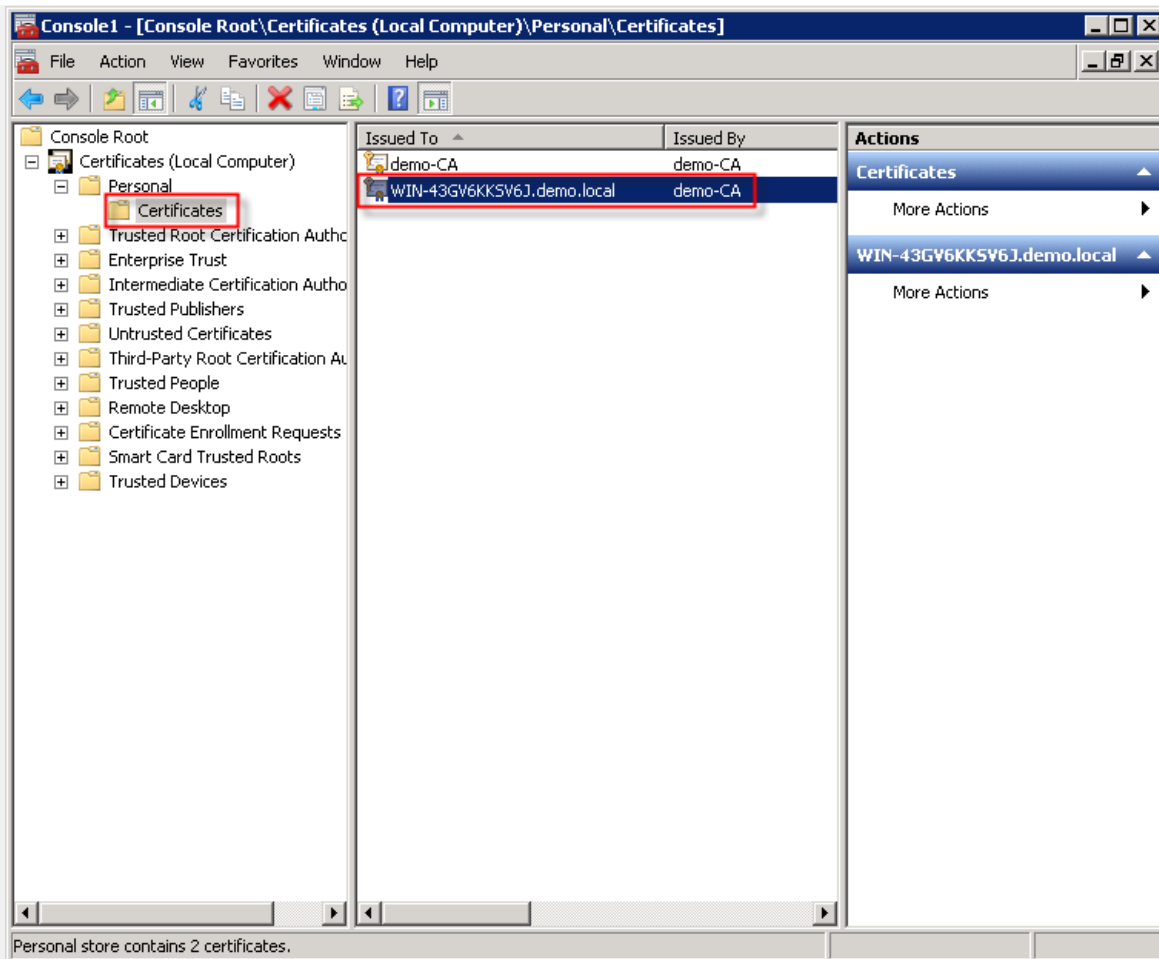 Console1 - [Console Root\Certificates (Local Computer)\Personal\Certificates]
File Action View Favorites Window Help
Console Root
Certificates (Local Computer)
Personal
Certificates
Trusted Root Certification Autho
Enterprise Trust
Intermediate Certification Autho
Trusted Publishers
Untrusted Certificates
Third-Party Root Certification Au
Trusted People
Remote Desktop
Certificate Enrollment Requests
Smart Card Trusted Roots
Trusted Devices
Issued To Issued By
demo-CA demo-CA
WIN-43GV6KKSV6J.demo.local demo-CA
Actions
Certificates
More Actions
WIN-43GV6KKSV6J.demo.local
More Actions
Personal store contains 2 certificates.